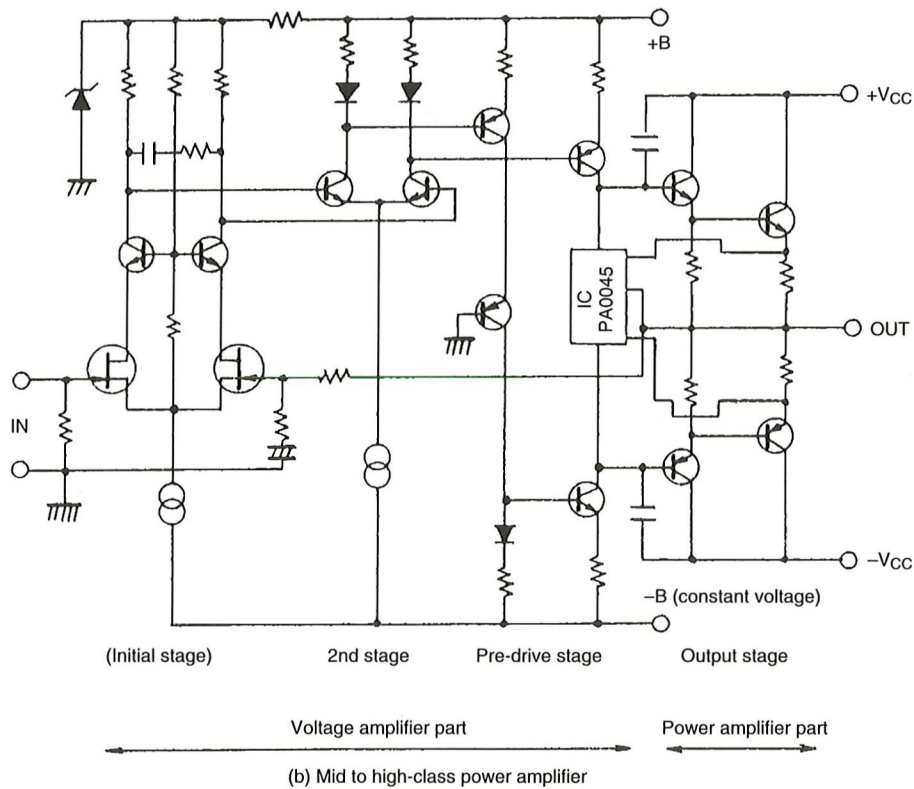 +B
+VCC
IC
PA0045
OUT
IN
−VCC
−B (constant voltage)
(Initial stage)
2nd stage
Pre-drive stage
Output stage
Voltage amplifier part
Power amplifier part
(b) Mid to high-class power amplifier